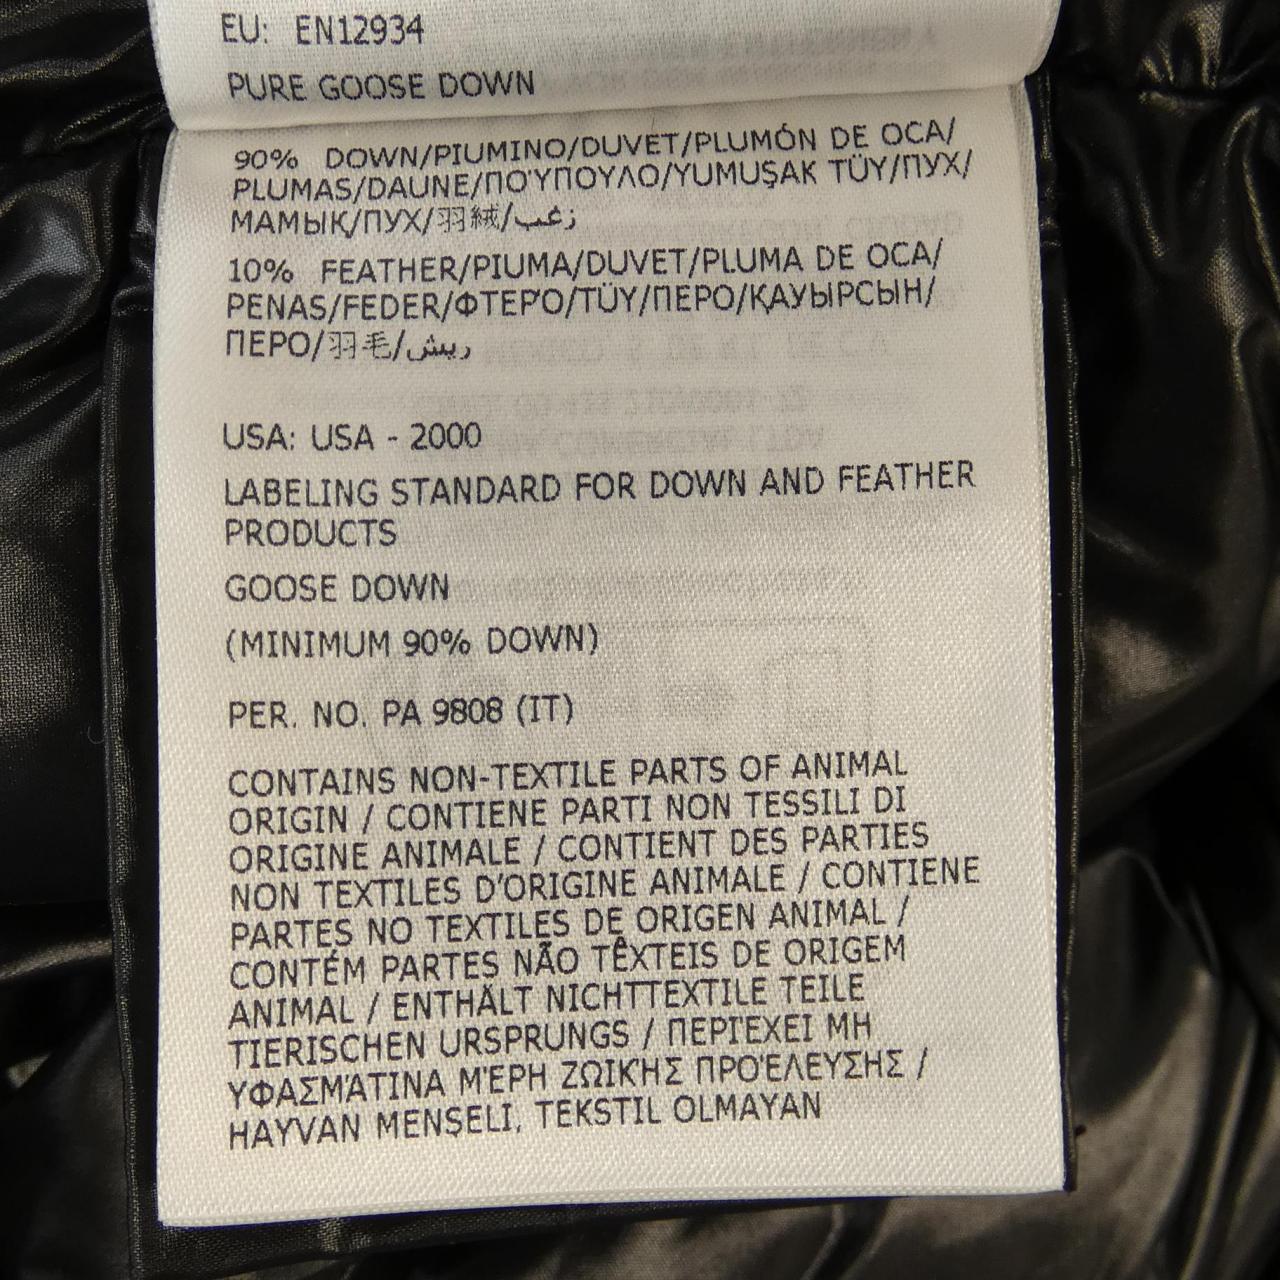 EU: EN12934
PURE GOOSE DOWN
90% DOWN/PIUMINO/DUVET/PLUMÓN DE OCA/
PLUMAS/DAUNE/ΠΟΎΠΟΥΛΟ/YUMUŞAK TÜY/ПУХ/
МАМЫҚ/ПУХ/羽絨/زغب
10% FEATHER/PIUMA/DUVET/PLUMA DE OCA/
PENAS/FEDER/ΦΤΕΡΌ/TÜY/ПЕРО/ҚАУЫРСЫН/
ПЕРО/羽毛/ريش
USA: USA - 2000
LABELING STANDARD FOR DOWN AND FEATHER
PRODUCTS
GOOSE DOWN
(MINIMUM 90% DOWN)
PER. NO. PA 9808 (IT)
CONTAINS NON-TEXTILE PARTS OF ANIMAL
ORIGIN / CONTIENE PARTI NON TESSILI DI
ORIGINE ANIMALE / CONTIENT DES PARTIES
NON TEXTILES D'ORIGINE ANIMALE / CONTIENE
PARTES NO TEXTILES DE ORIGEN ANIMAL /
CONTÉM PARTES NÃO TÊXTEIS DE ORIGEM
ANIMAL / ENTHÄLT NICHTTEXTILE TEILE
TIERISCHEN URSPRUNGS / ΠΕΡΙΈΧΕΙ ΜΗ
ΥΦΑΣΜΆΤΙΝΑ ΜΈΡΗ ΖΩΙΚΉΣ ΠΡΟΈΛΕΥΣΗΣ /
HAYVAN MENŞELİ, TEKSTIL OLMAYAN